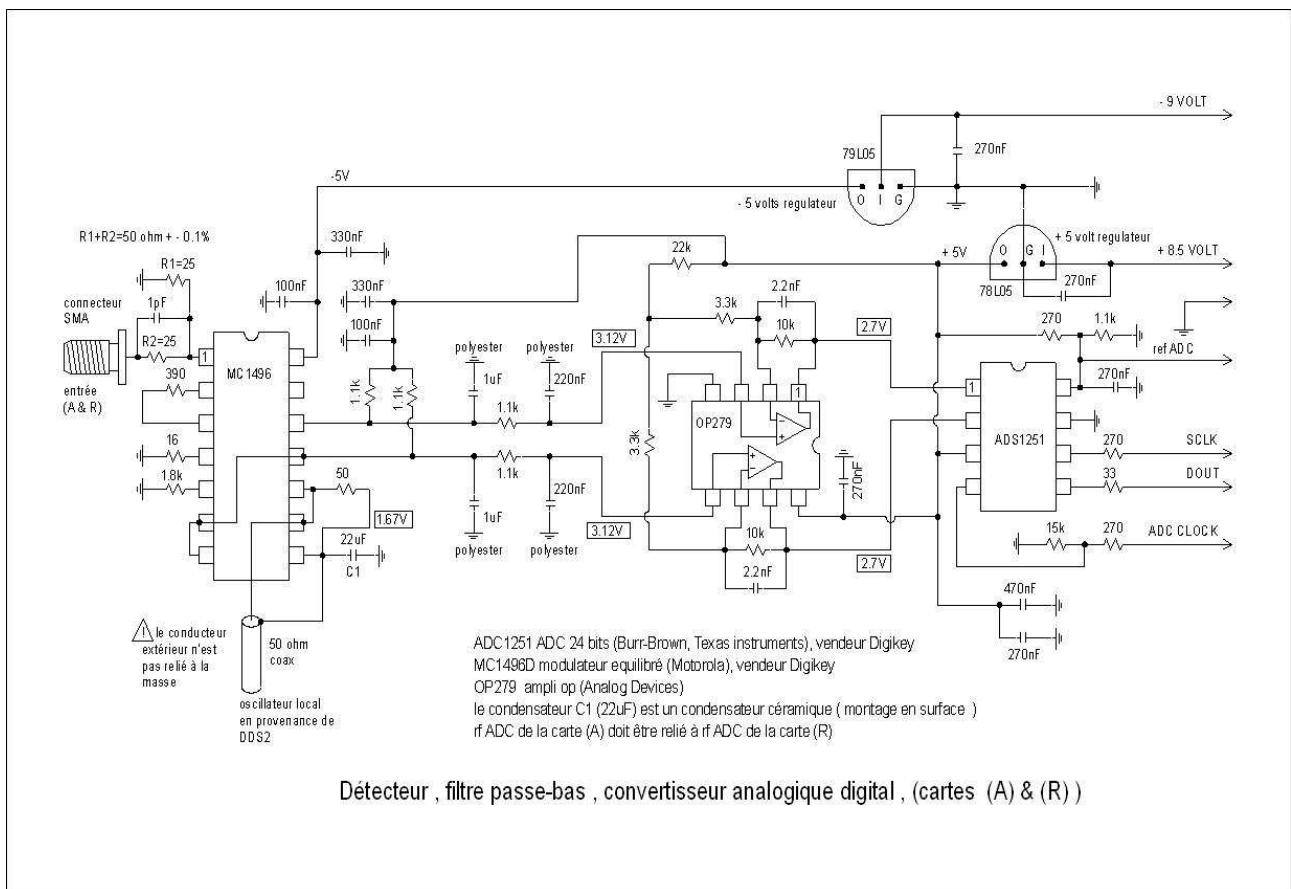 - 9 VOLT
270nF
79L05
-5V
O I G
- 5 volts regulateur
R1+R2=50 ohm + - 0.1%
330nF
22k
+ 5 volt regulateur
+ 5V
O G I
+ 8.5 VOLT
270nF
78L05
R1=25
100nF
330nF
connecteur
SMA
1pF
R2=25
100nF
2.2nF
3.3k
10k
2.7V
3.12V
270
1.1k
ref ADC
270nF
1
MC1496
entrée
(A & R)
390
polyester
polyester
1uF
220nF
1.1k
1.1k
1.1k
1
OP279
1
ADS1251
16
1.8k
50
1.67V
22uF
C1
1.1k
1uF
220nF
polyester
polyester
3.12V
3.3k
10k
2.2nF
2.7V
270nF
270
SCLK
33
DOUT
15k
270
ADC CLOCK
470nF
270nF
! le conducteur
extérieur n'est
pas relié à la
masse
50 ohm
coax
oscillateur local
en provenance de
DDS2
ADC1251 ADC 24 bits (Burr-Brown, Texas instruments), vendeur Digikey
MC1496D modulateur equilibré (Motorola), vendeur Digikey
OP279 ampli op (Analog Devices)
le condensateur C1 (22uF) est un condensateur céramique ( montage en surface )
rf ADC de la carte (A) doit être relié à rf ADC de la carte (R)
Détecteur , filtre passe-bas , convertisseur analogique digital , (cartes (A) & (R) )